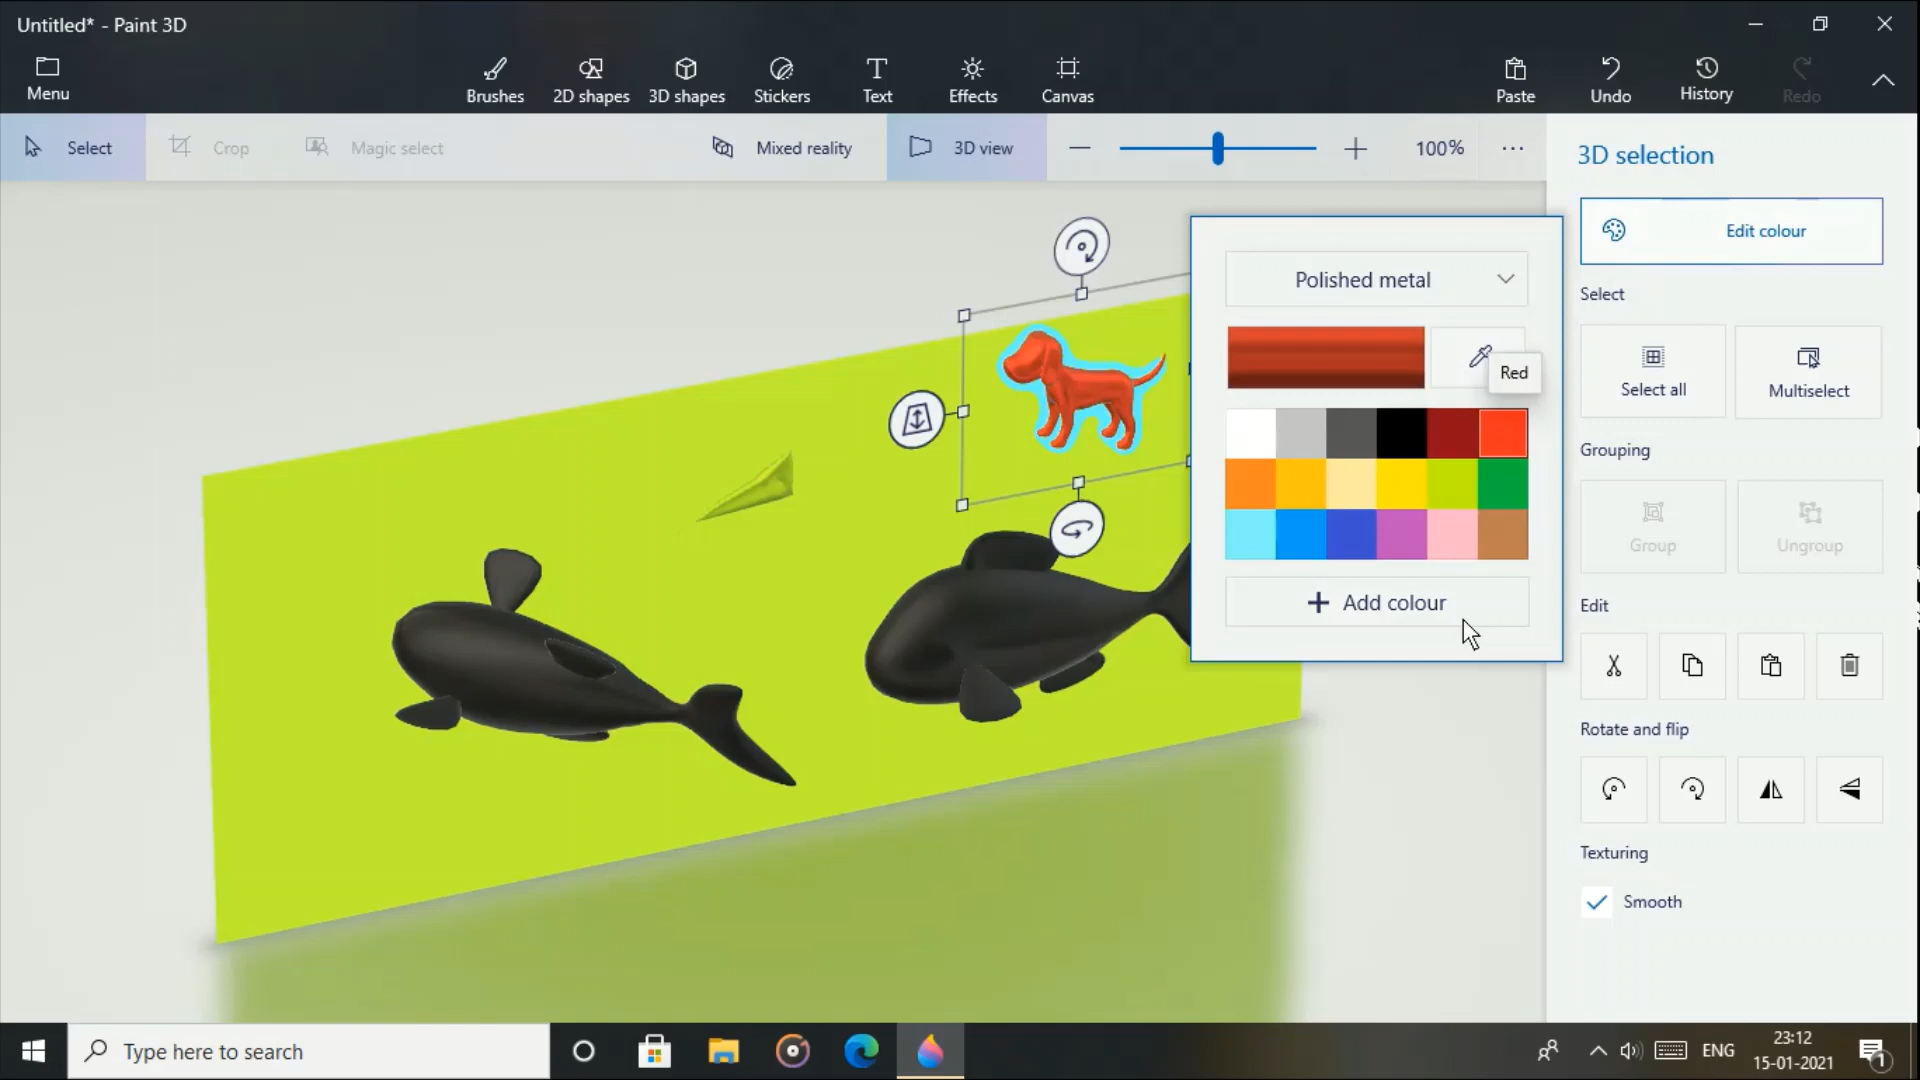 Untitled* - Paint 3D
Menu
Brushes
2D shapes
3D shapes
Stickers
Text
Effects
Canvas
Paste
Undo
History
Redo
Select
Crop
Magic select
Mixed reality
3D view
100%
3D selection
Edit colour
Polished metal
Red
Add colour
Select
Select all
Multiselect
Grouping
Group
Ungroup
Edit
Rotate and flip
Texturing
Smooth
Type here to search
ENG
23:12
15-01-2021
1